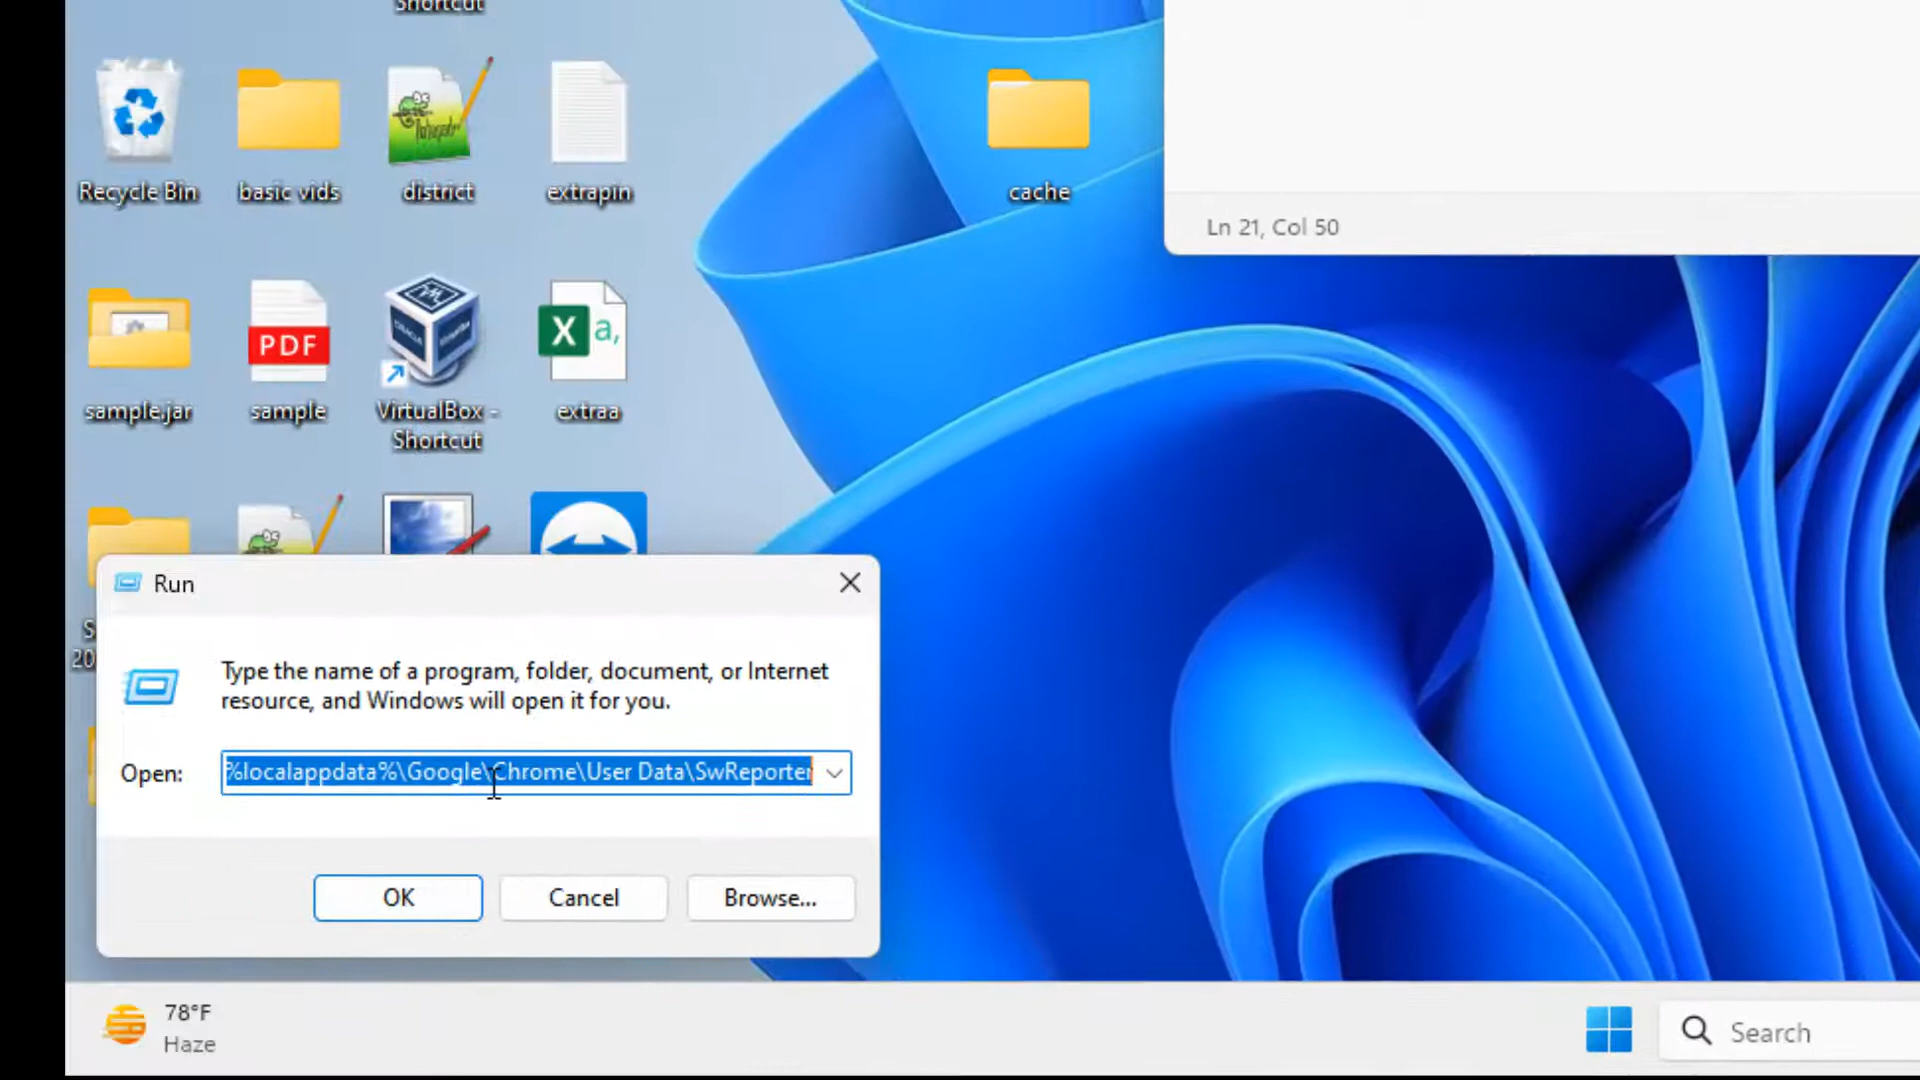 Shortcut
Recycle Bin
basic vids
district
extrapin
cache
Ln 21, Col 50
PDF
X a,
sample.jar
sample
VirtualBox -
Shortcut
extraa
Run
Type the name of a program, folder, document, or Internet
resource, and Windows will open it for you.
Open:
%localappdata%\Google\Chrome\User Data\SwReporter
OK
Cancel
Browse...
78°F
Haze
Search